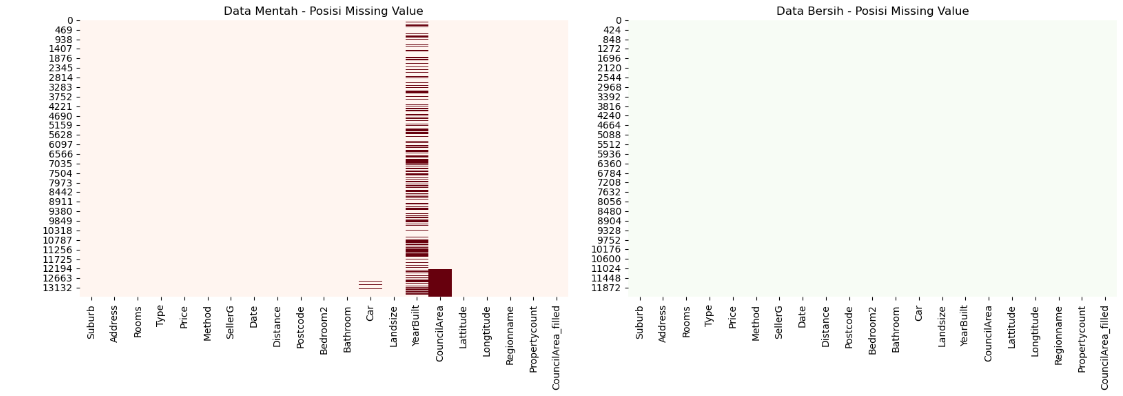 Data Mentah - Posisi Missing Value
0
469
938
1407
1876
2345
2814
3283
3752
4221
4690
5159
5628
6097
6566
7035
7504
7973
8442
8911
9380
9849
10318
10787
11256
11725
12194
12663
13132
Suburb
Address
Rooms
Type
Price
Method
SellerG
Date
Distance
Postcode
Bedroom2
Bathroom
Car
Landsize
YearBuilt
CouncilArea
Lattitude
Longtitude
Regionname
Propertycount
CouncilArea_filled
Data Bersih - Posisi Missing Value
0
424
848
1272
1696
2120
2544
2968
3392
3816
4240
4664
5088
5512
5936
6360
6784
7208
7632
8056
8480
8904
9328
9752
10176
10600
11024
11448
11872
Suburb
Address
Rooms
Type
Price
Method
SellerG
Date
Distance
Postcode
Bedroom2
Bathroom
Car
Landsize
YearBuilt
CouncilArea
Lattitude
Longtitude
Regionname
Propertycount
CouncilArea_filled